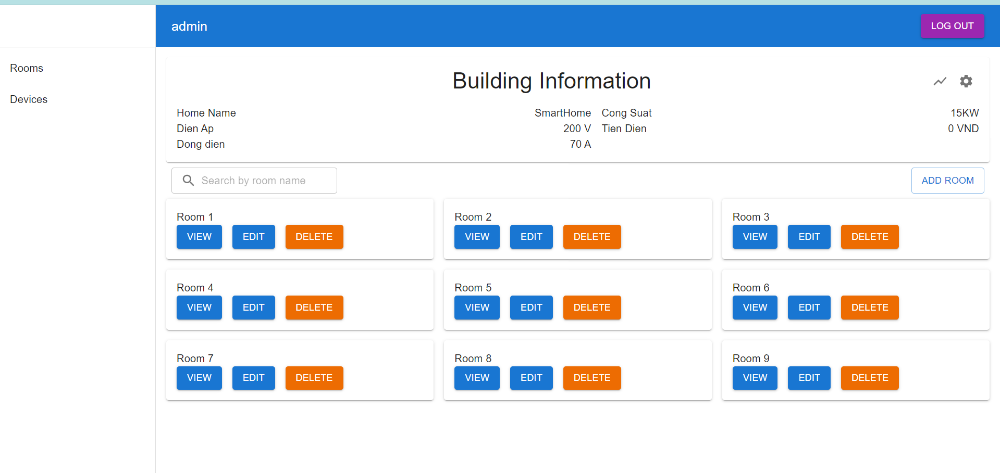 admin
LOG OUT
Rooms
Devices
Building Information
Home Name SmartHome Cong Suat 15KW
Dien Ap 200 V Tien Dien 0 VND
Dong dien 70 A
Search by room name ADD ROOM
Room 1 Room 2 Room 3
VIEW EDIT DELETE VIEW EDIT DELETE VIEW EDIT DELETE
Room 4 Room 5 Room 6
VIEW EDIT DELETE VIEW EDIT DELETE VIEW EDIT DELETE
Room 7 Room 8 Room 9
VIEW EDIT DELETE VIEW EDIT DELETE VIEW EDIT DELETE